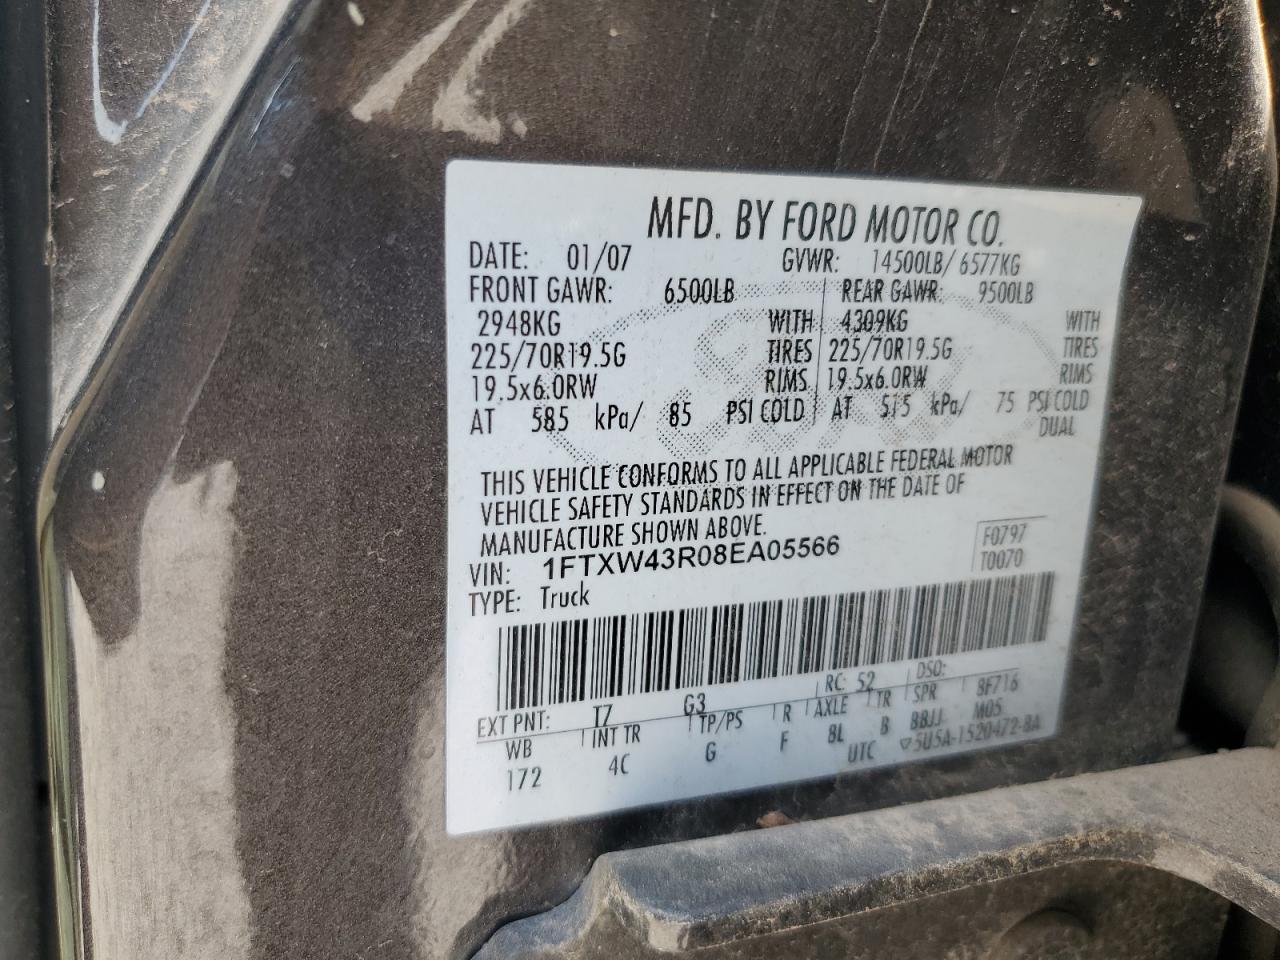 MFD. BY FORD MOTOR CO.
DATE: 01/07 GVWR: 14500LB/ 6577KG
FRONT GAWR: 6500LB REAR GAWR: 9500LB
2948KG WITH 4309KG WITH
225/70R19.5G TIRES 225/70R19.5G TIRES
19.5x6.0RW RIMS 19.5x6.0RW RIMS
AT 585 kPa/ 85 PSI COLD AT 515 kPa/ 75 PSI COLD
DUAL
THIS VEHICLE CONFORMS TO ALL APPLICABLE FEDERAL MOTOR
VEHICLE SAFETY STANDARDS IN EFFECT ON THE DATE OF
MANUFACTURE SHOWN ABOVE.
VIN: 1FTXW43R08EA05566 F0797
TYPE: Truck T0070
EXT PNT: T7 G3 RC: 52 DSO:
WB INT TR TP/PS R AXLE TR SPR 8F716
172 4C G F 8L B BBJJ M05
UTC 5U5A-1520472-BA